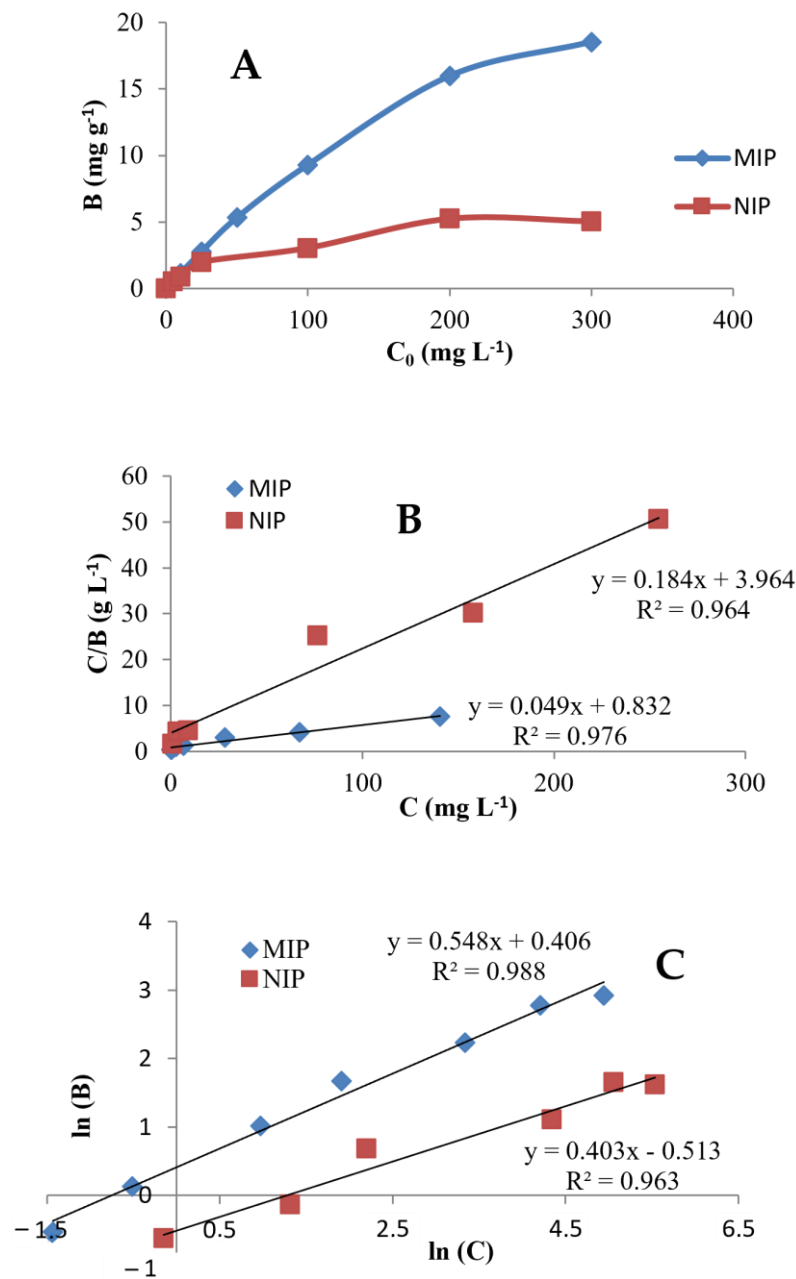 20
A
15
B (mg g⁻¹)
10
MIP
NIP
5
0
0 100 200 300 400
C₀ (mg L⁻¹)
60
MIP
NIP
B
50
40
C/B (g L⁻¹)
30
y = 0.184x + 3.964
R² = 0.964
20
10
y = 0.049x + 0.832
R² = 0.976
0
0 100 200 300
C (mg L⁻¹)
4
MIP
NIP
y = 0.548x + 0.406
R² = 0.988
C
3
2
ln (B)
1
y = 0.403x - 0.513
R² = 0.963
0
–1.5 0.5 2.5 4.5 6.5
ln (C)
–1